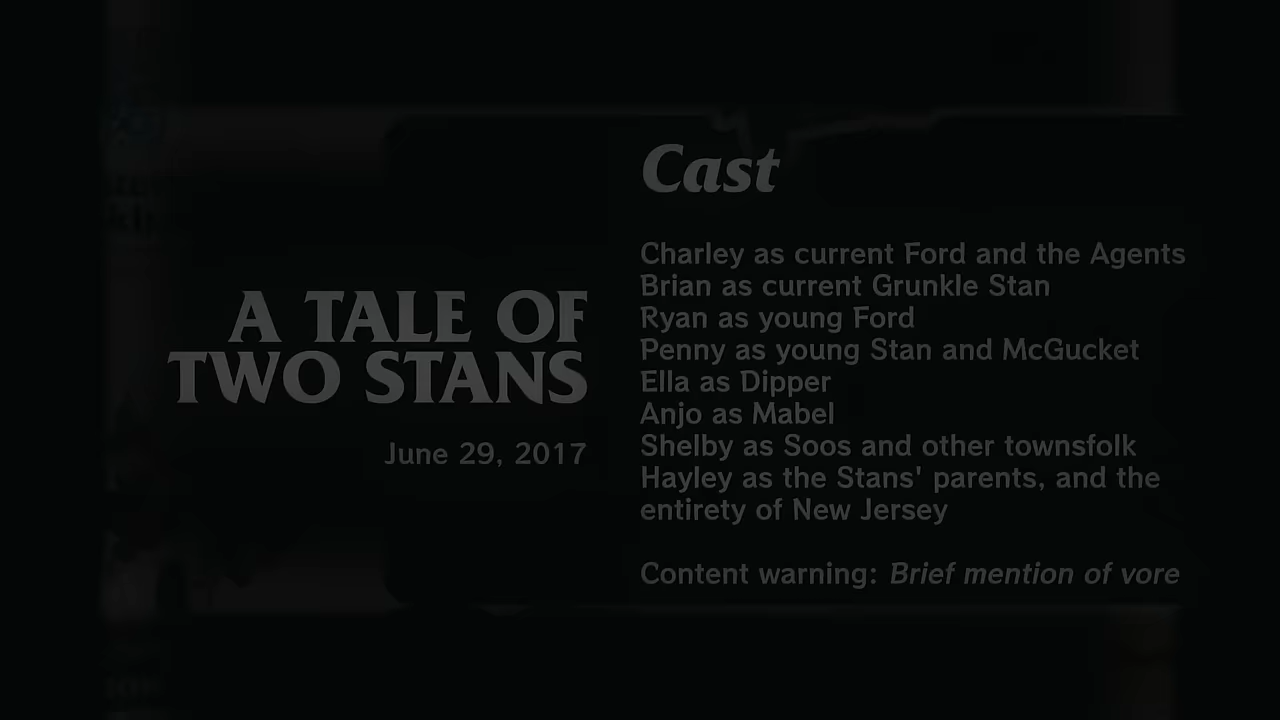 A TALE OF
TWO STANS
June 29, 2017
Cast
Charley as current Ford and the Agents
Brian as current Grunkle Stan
Ryan as young Ford
Penny as young Stan and McGucket
Ella as Dipper
Anjo as Mabel
Shelby as Soos and other townsfolk
Hayley as the Stans' parents, and the
entirety of New Jersey
Content warning: Brief mention of vore